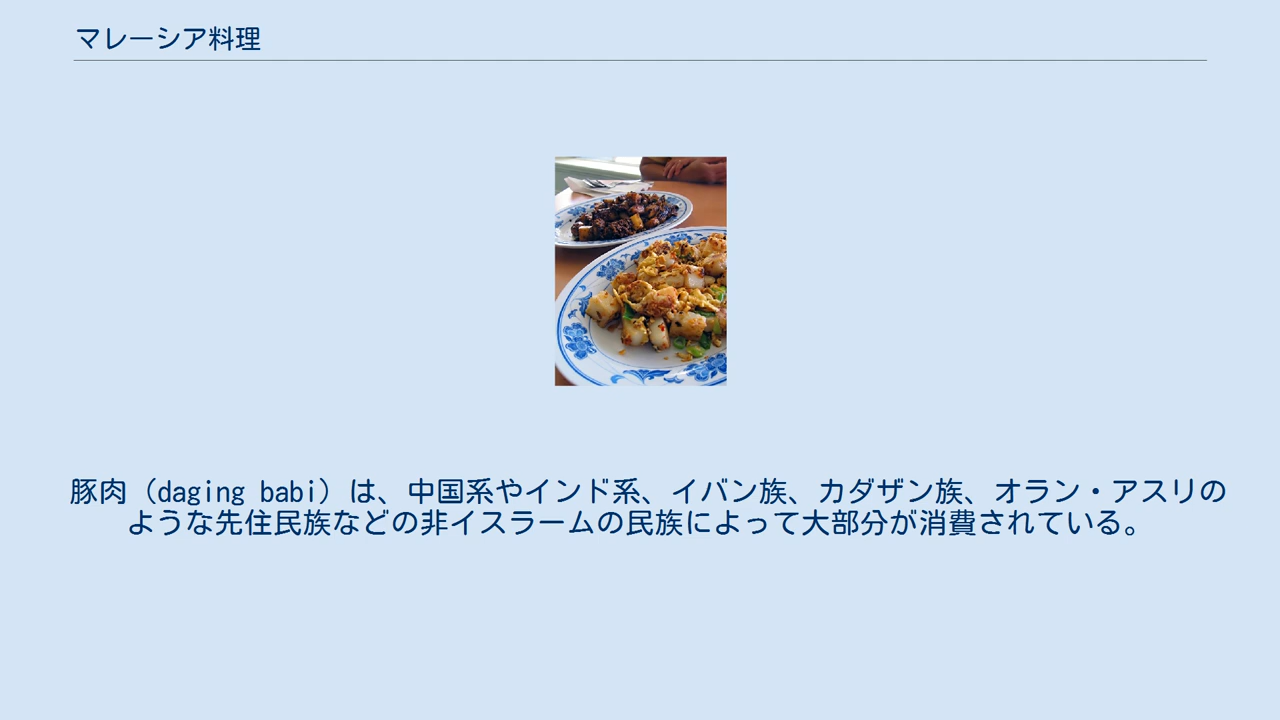 マレーシア料理
豚肉（daging babi）は、中国系やインド系、イバン族、カダザン族、オラン・アスリの
ような先住民族などの非イスラームの民族によって大部分が消費されている。